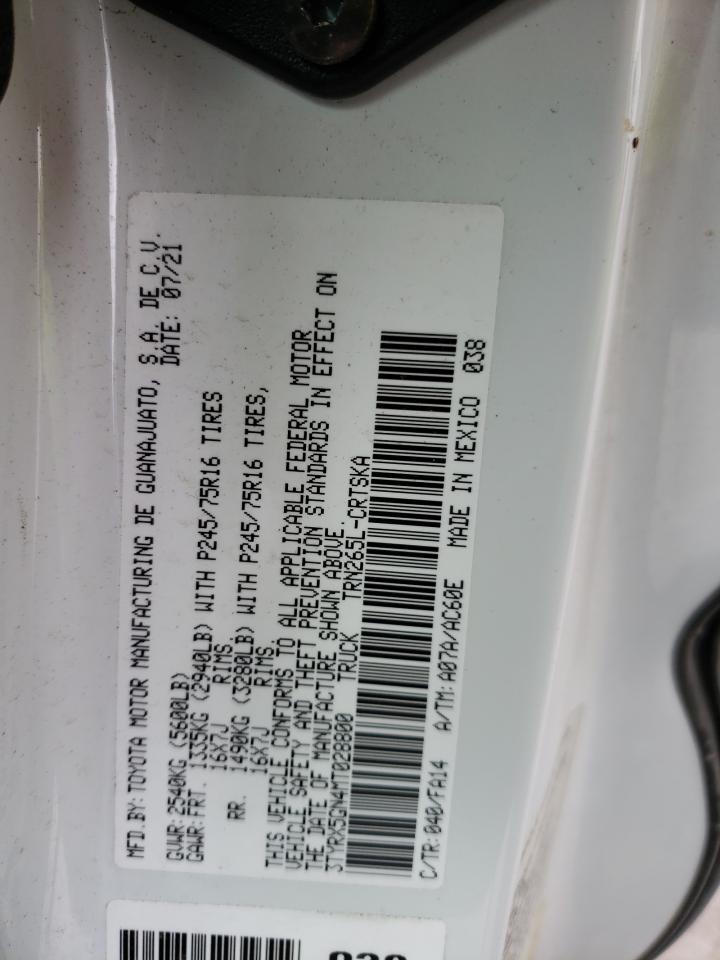 MFD.BY: TOYOTA MOTOR MANUFACTURING DE GUANAJUATO, S.A. DE C.V.
DATE: 07/21
GVWR: 2540KG (5600LB)
GAWR: FRT. 1335KG (2940LB) WITH P245/75R16 TIRES
16X7J RIMS.
RR. 1490KG (3280LB) WITH P245/75R16 TIRES,
16X7J RIMS.
THIS VEHICLE CONFORMS TO ALL APPLICABLE FEDERAL MOTOR
VEHICLE SAFETY AND THEFT PREVENTION STANDARDS IN EFFECT ON
THE DATE OF MANUFACTURE SHOWN ABOVE.
3TYRX5GN4MT028800 TRUCK TRN265L-CRTSKA
C/TR: 040/FA14 A/TM: A07A/AC60E MADE IN MEXICO 038